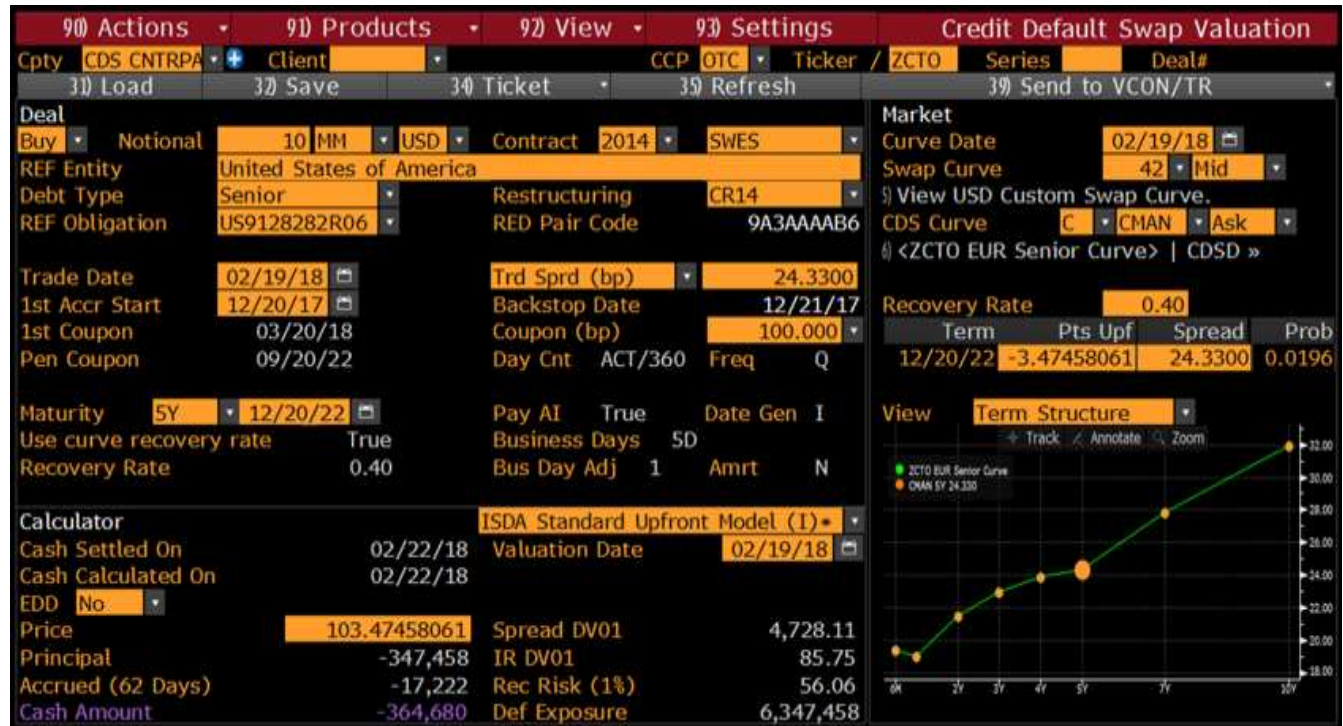 90) Actions 91) Products 92) View 93) Settings Credit Default Swap Valuation
Cpty CDS CNTRPA Client CCP OTC Ticker / ZCTO Series Deal#
31) Load 32) Save 34) Ticket 35) Refresh 39) Send to VCON/TR
Deal
Buy Notional 10 MM USD Contract 2014 SWES
REF Entity United States of America
Debt Type Senior Restructuring CR14
REF Obligation US9128282R06 RED Pair Code 9A3AAAAB6
Trade Date 02/19/18 Trd Sprd (bp) 24.3300
1st Accr Start 12/20/17 Backstop Date 12/21/17
1st Coupon 03/20/18 Coupon (bp) 100.000
Pen Coupon 09/20/22 Day Cnt ACT/360 Freq Q
Maturity 5Y 12/20/22 Pay AI True Date Gen I
Use curve recovery rate True Business Days 5D
Recovery Rate 0.40 Bus Day Adj 1 Amrt N
Market
Curve Date 02/19/18
Swap Curve 42 Mid
5) View USD Custom Swap Curve.
CDS Curve C CMAN Ask
6) <ZCTO EUR Senior Curve> | CDSD »
Recovery Rate 0.40
Term Pts Upf Spread Prob
12/20/22 -3.47458061 24.3300 0.0196
View Term Structure
Track Annotate Zoom
ZCTO EUR Senior Curve
CMAN 5Y 24.330
32.00
30.00
28.00
26.00
24.00
22.00
20.00
18.00
6M 2Y 3Y 4Y 5Y 7Y 10Y
Calculator ISDA Standard Upfront Model (I)
Cash Settled On 02/22/18 Valuation Date 02/19/18
Cash Calculated On 02/22/18
EDD No
Price 103.47458061 Spread DV01 4,728.11
Principal -347,458 IR DV01 85.75
Accrued (62 Days) -17,222 Rec Risk (1%) 56.06
Cash Amount -364,680 Def Exposure 6,347,458